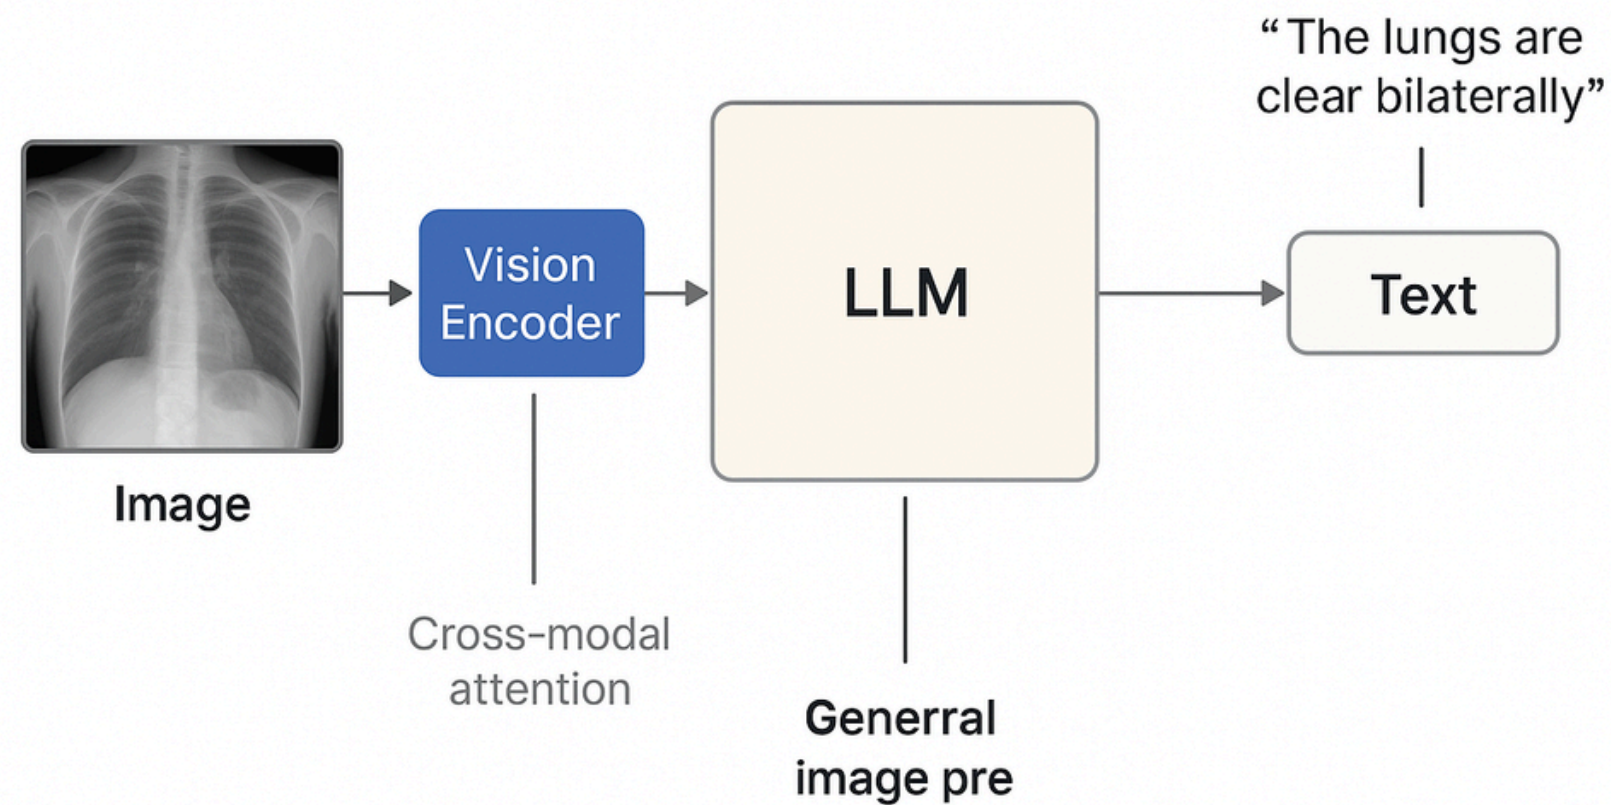 “The lungs are
clear bilaterally”
Vision
Encoder
LLM
Text
Image
Cross-modal
attention
Generral
image pre